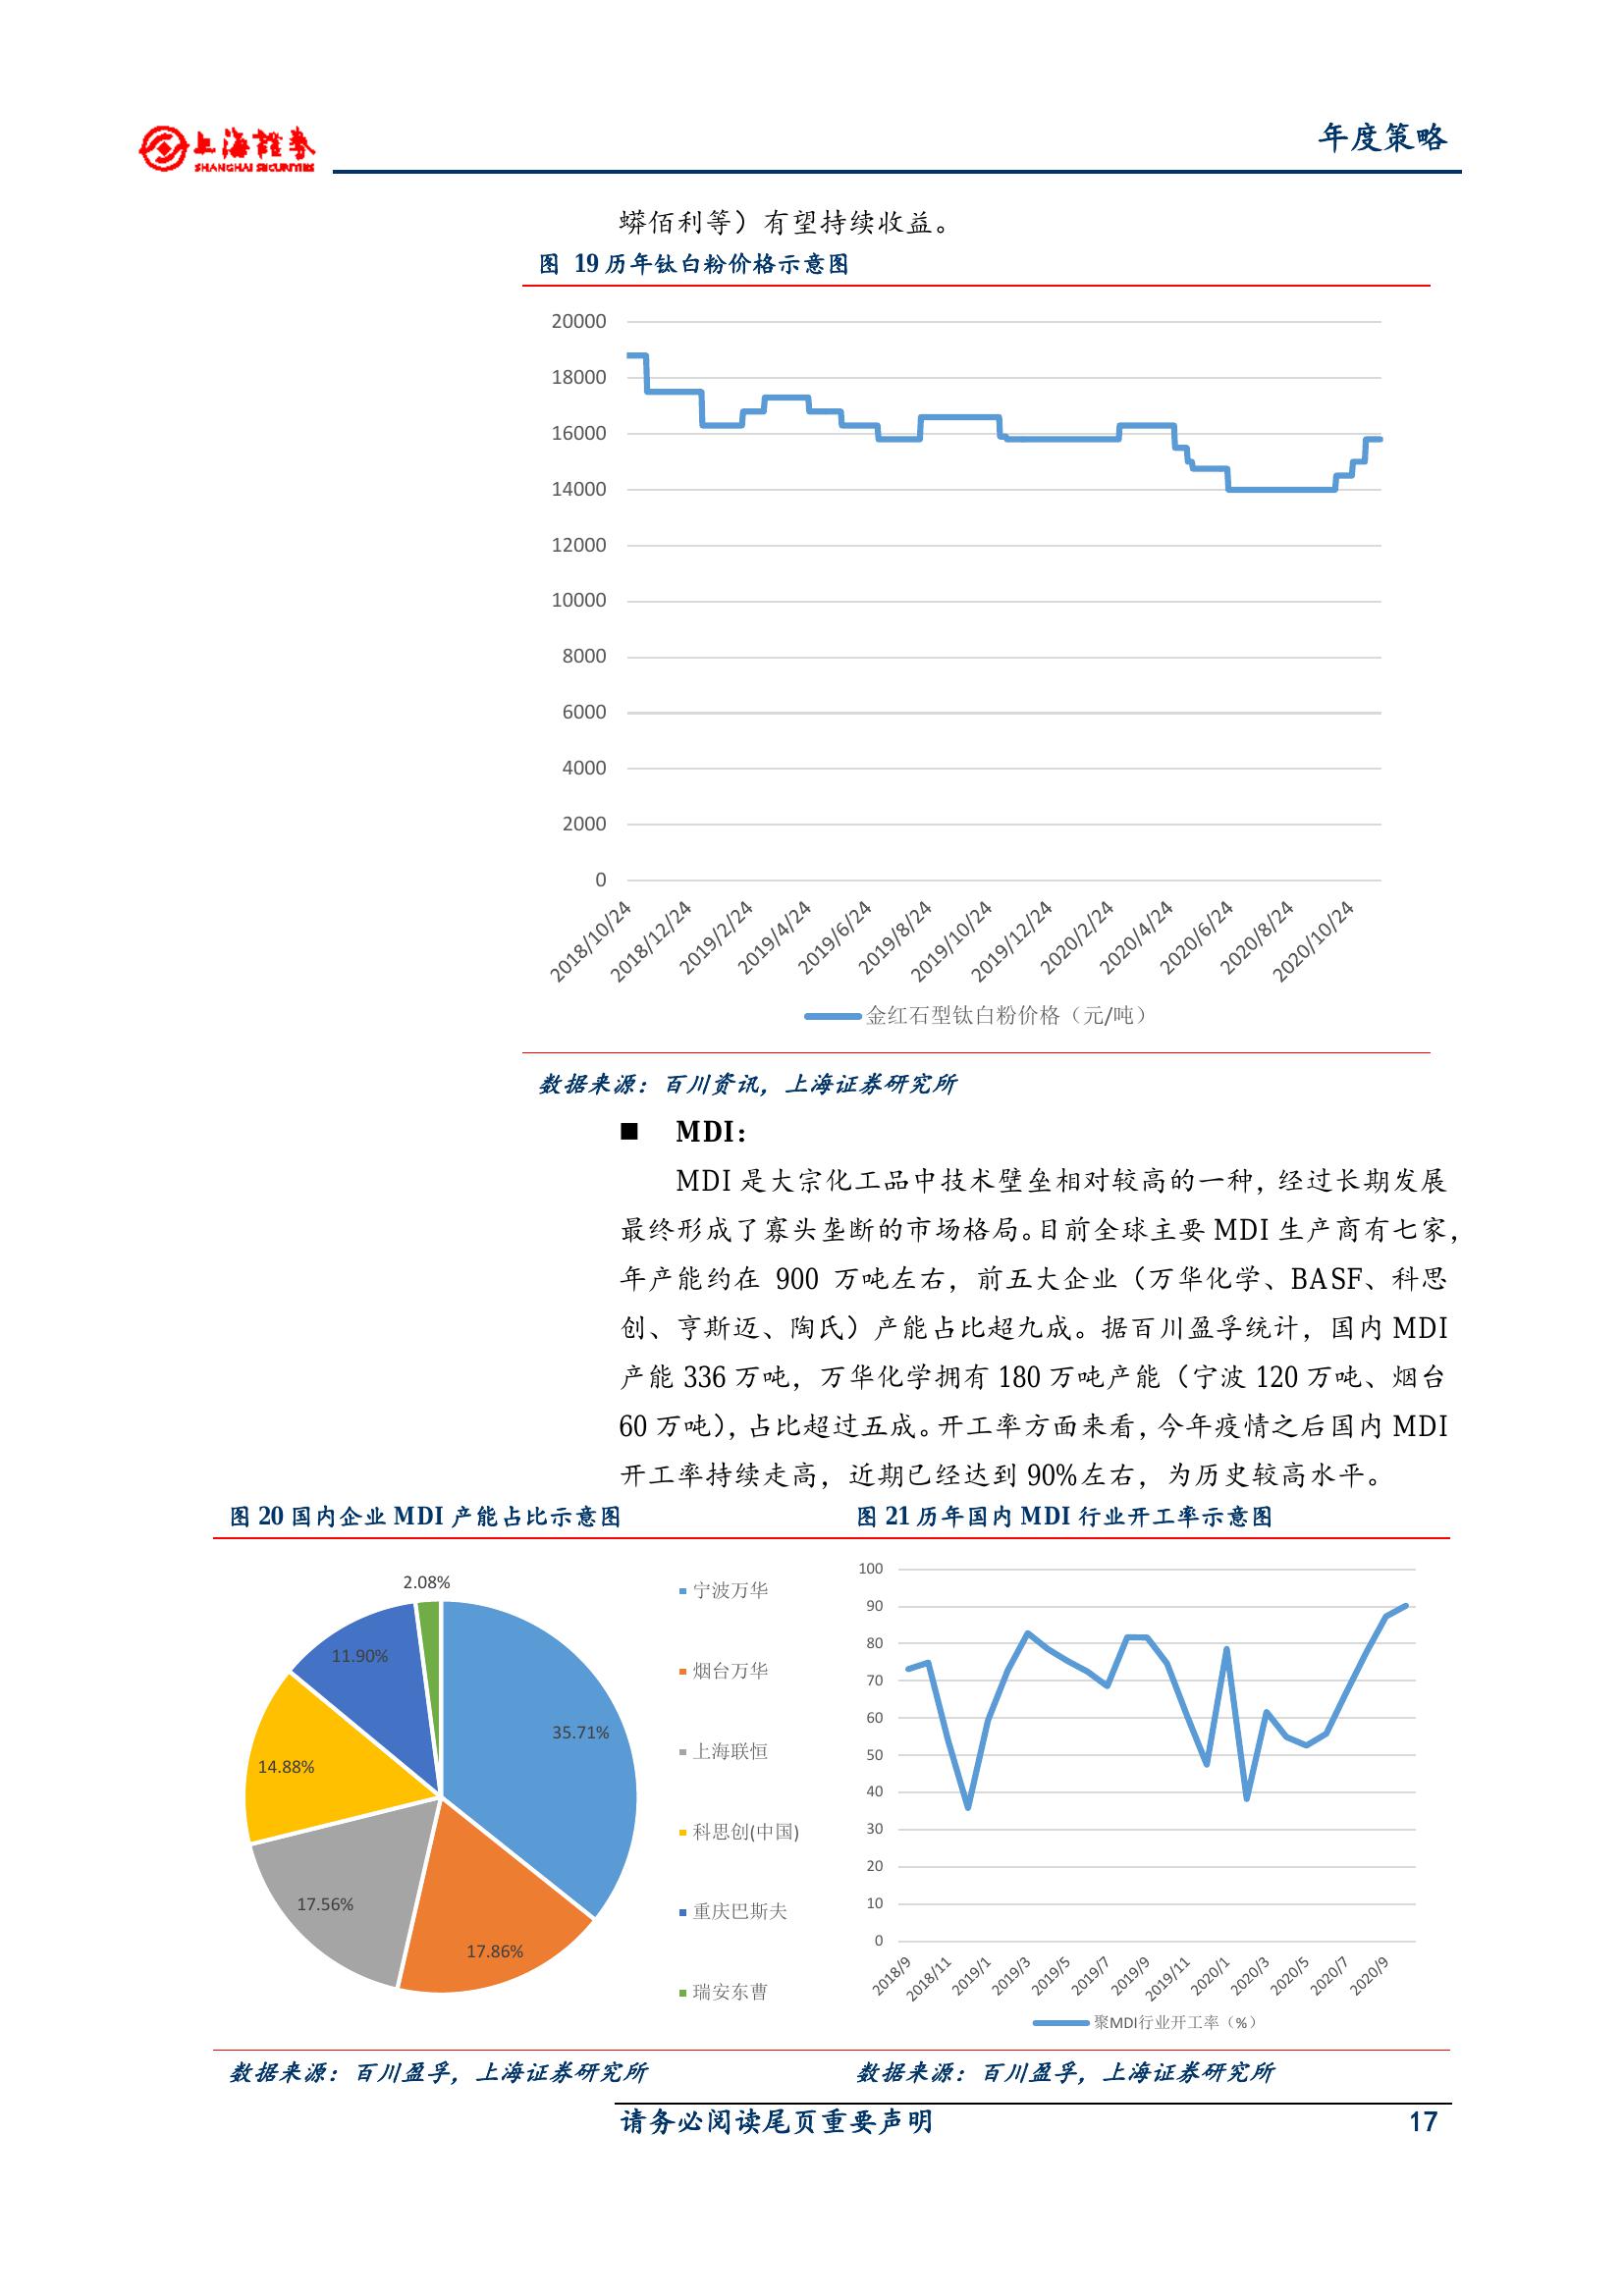 上海證券
SHANGHAI SECURITIES
年度策略
蟒佰利等）有望持续收益。
图 19 历年钛白粉价格示意图
20000
18000
16000
14000
12000
10000
8000
6000
4000
2000
0
2018/10/24
2018/12/24
2019/2/24
2019/4/24
2019/6/24
2019/8/24
2019/10/24
2019/12/24
2020/2/24
2020/4/24
2020/6/24
2020/8/24
2020/10/24
金红石型钛白粉价格（元/吨）
数据来源：百川资讯，上海证券研究所
■ MDI：
MDI 是大宗化工品中技术壁垒相对较高的一种，经过长期发展
最终形成了寡头垄断的市场格局。目前全球主要 MDI 生产商有七家，
年产能约在 900 万吨左右，前五大企业（万华化学、BASF、科思
创、亨斯迈、陶氏）产能占比超九成。据百川盈孚统计，国内 MDI
产能 336 万吨，万华化学拥有 180 万吨产能（宁波 120 万吨、烟台
60 万吨），占比超过五成。开工率方面来看，今年疫情之后国内 MDI
开工率持续走高，近期已经达到 90%左右，为历史较高水平。
图 20 国内企业 MDI 产能占比示意图
2.08%
11.90%
35.71%
14.88%
17.56%
17.86%
宁波万华
烟台万华
上海联恒
科思创(中国)
重庆巴斯夫
瑞安东曹
数据来源：百川盈孚，上海证券研究所
图 21 历年国内 MDI 行业开工率示意图
100
90
80
70
60
50
40
30
20
10
0
2018/9
2018/11
2019/1
2019/3
2019/5
2019/7
2019/9
2019/11
2020/1
2020/3
2020/5
2020/7
2020/9
聚MDI行业开工率（%）
数据来源：百川盈孚，上海证券研究所
请务必阅读尾页重要声明
17